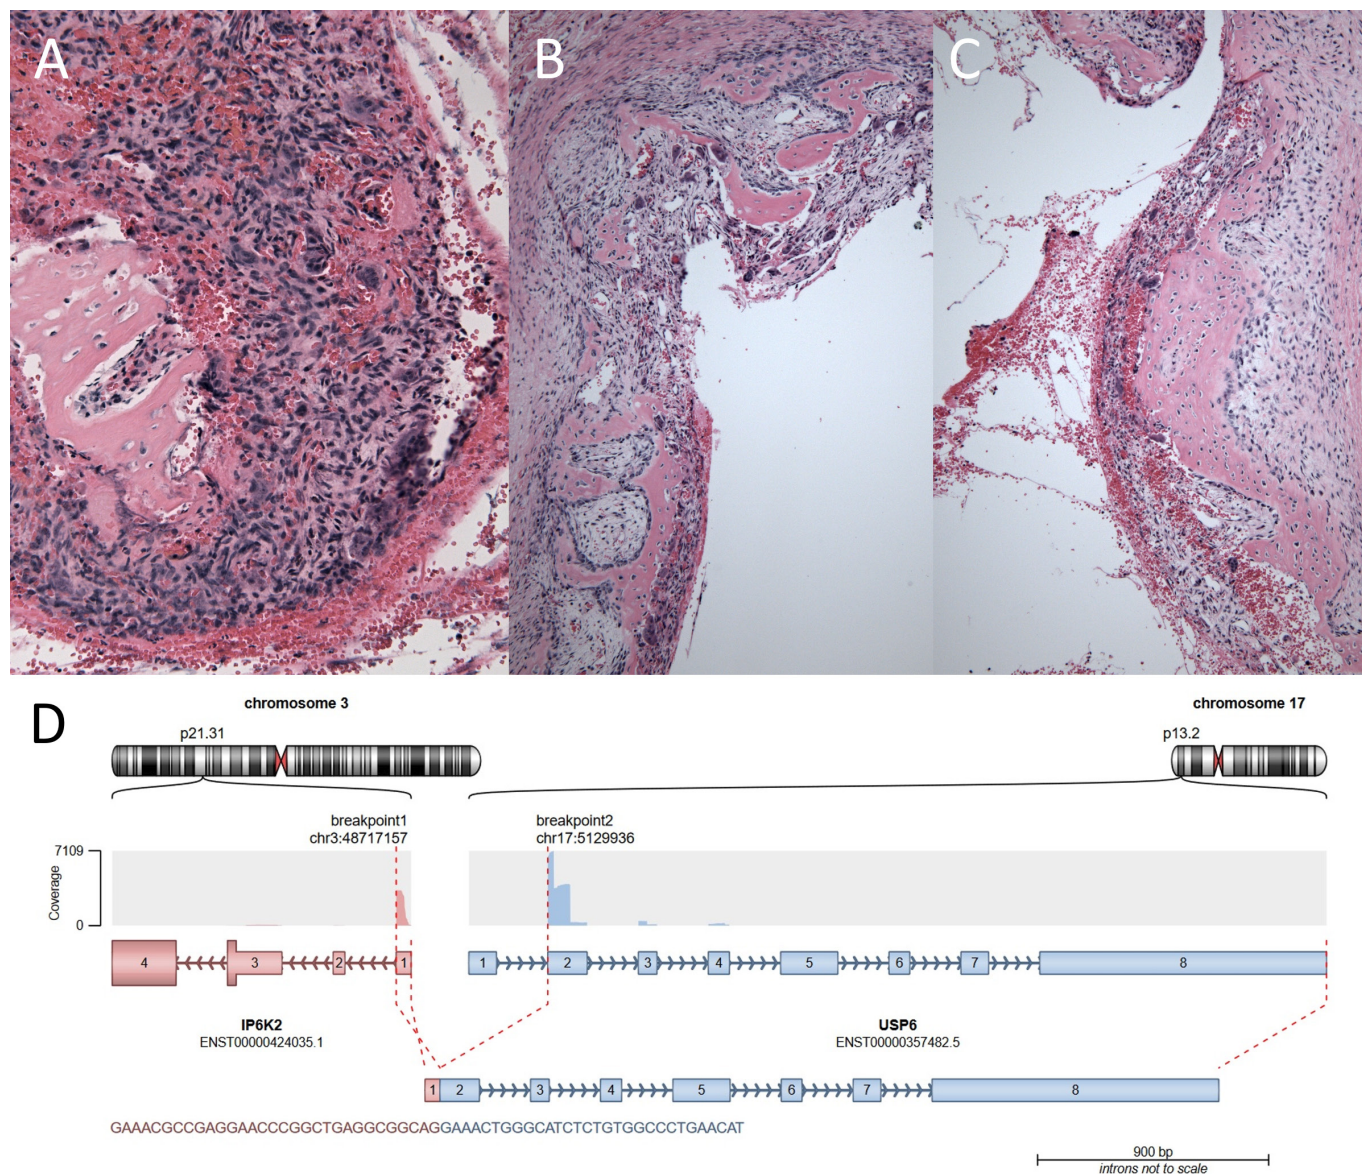 A
B
C
D
chromosome 3
chromosome 17
p21.31
p13.2
breakpoint1
chr3:48717157
breakpoint2
chr17:5129936
7109
Coverage
0
4
3
2
1
1
2
3
4
5
6
7
8
IP6K2
ENST00000424035.1
USP6
ENST00000357482.5
1
2
3
4
5
6
7
8
GAAACGCCGAGGAACCCGGCTGAGGCGGCAGGAAACTGGGCATCTCTGTGGCCCTGAACAT
900 bp
introns not to scale